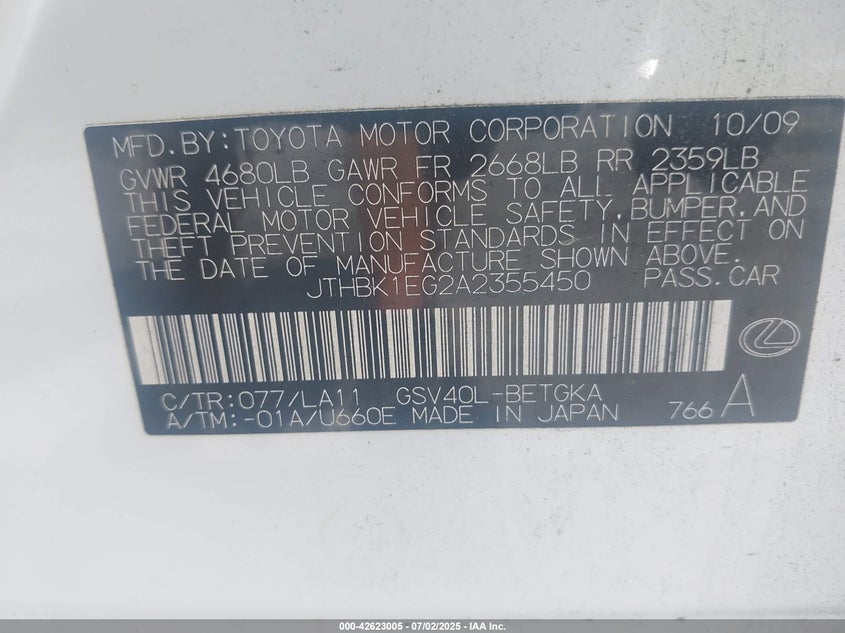 MFD. BY: TOYOTA MOTOR CORPORATION 10/09
GVWR 4680LB GAWR FR 2668LB RR 2359LB
THIS VEHICLE CONFORMS TO ALL APPLICABLE
FEDERAL MOTOR VEHICLE SAFETY, BUMPER, AND
THEFT PREVENTION STANDARDS IN EFFECT ON
THE DATE OF MANUFACTURE SHOWN ABOVE.
JTHBK1EG2A2355450 PASS. CAR
C/TR: 077/LA11 GSV40L-BETGKA
A/TM: -01A/U660E MADE IN JAPAN 766 A
000-42623005 - 07/02/2025 - IAA Inc.